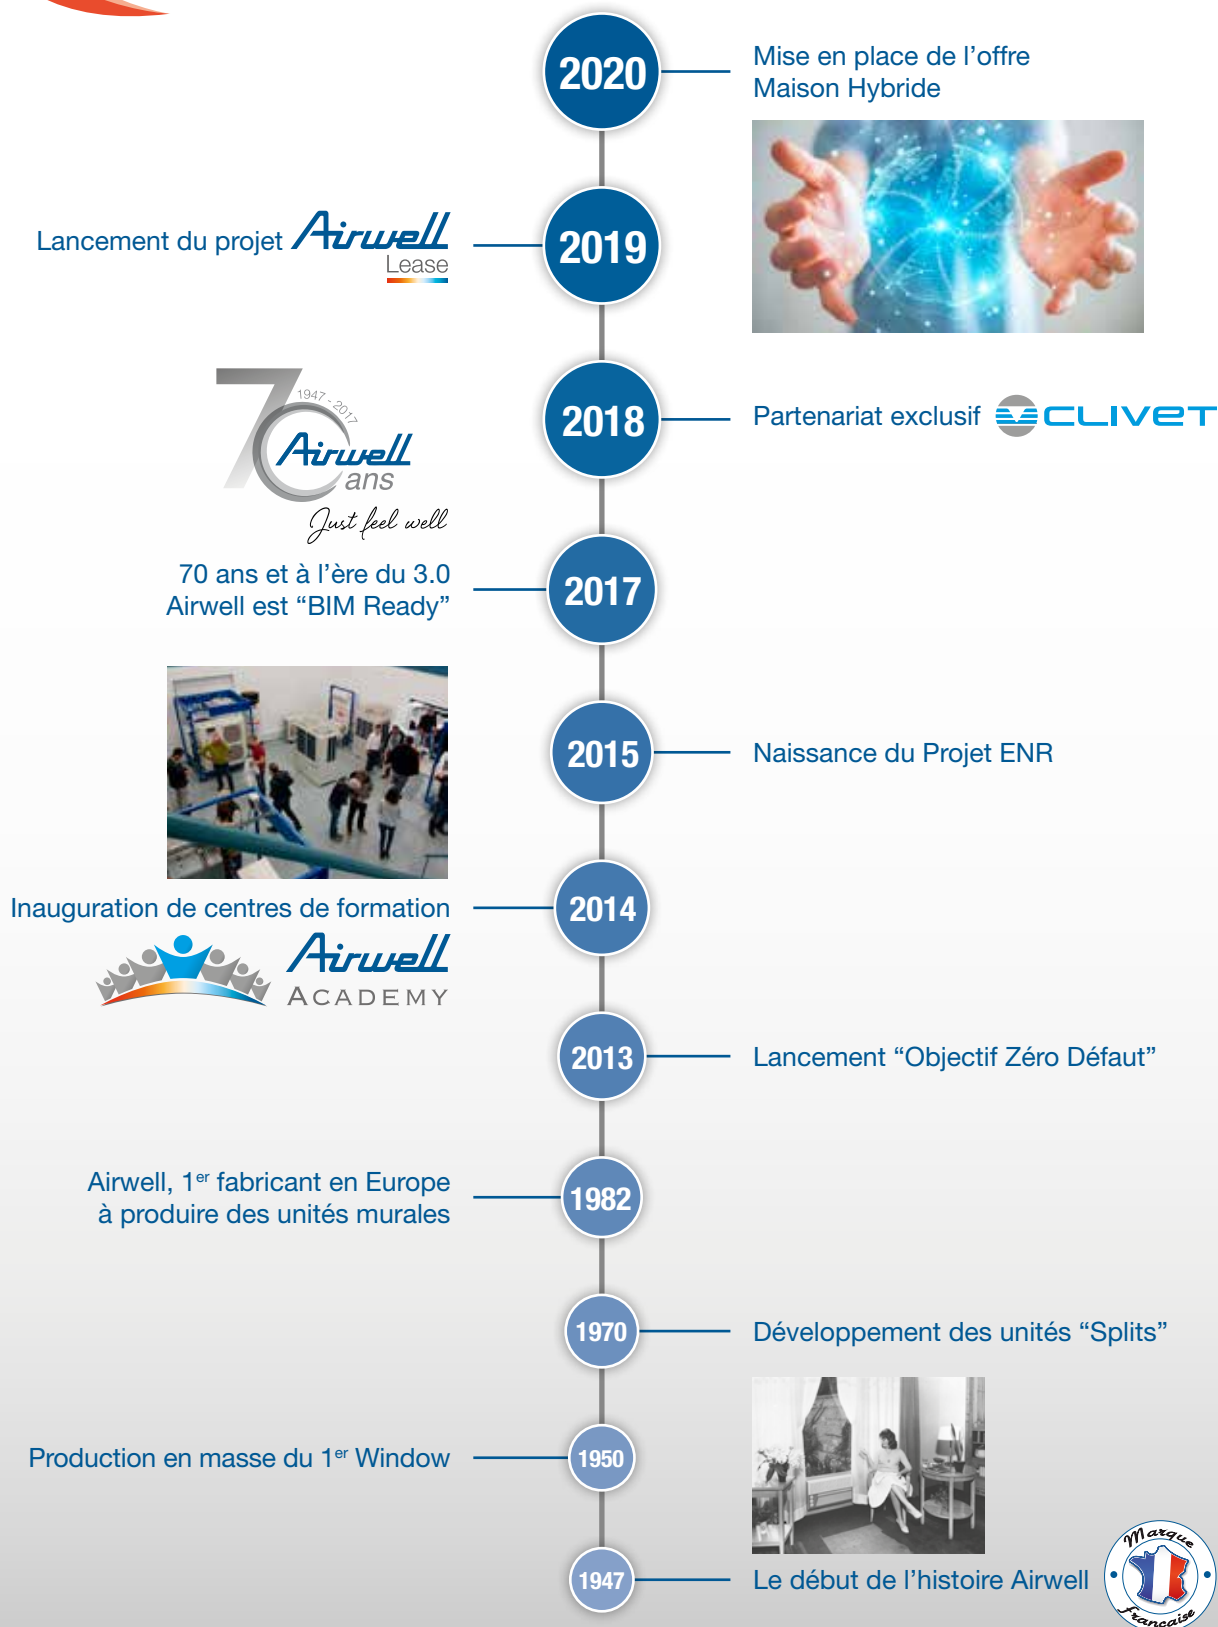 2020
Mise en place de l’offre
Maison Hybride
Lancement du projet Airwell
Lease
2019
70
1947 - 2017
Airwell
ans
Just feel well
2018
Partenariat exclusif CLIVET
70 ans et à l’ère du 3.0
Airwell est “BIM Ready”
2017
2015
Naissance du Projet ENR
Inauguration de centres de formation
2014
Airwell
ACADEMY
2013
Lancement “Objectif Zéro Défaut”
Airwell, 1er fabricant en Europe
à produire des unités murales
1982
1970
Développement des unités “Splits”
Production en masse du 1er Window
1950
1947
Le début de l’histoire Airwell
Marque
Française